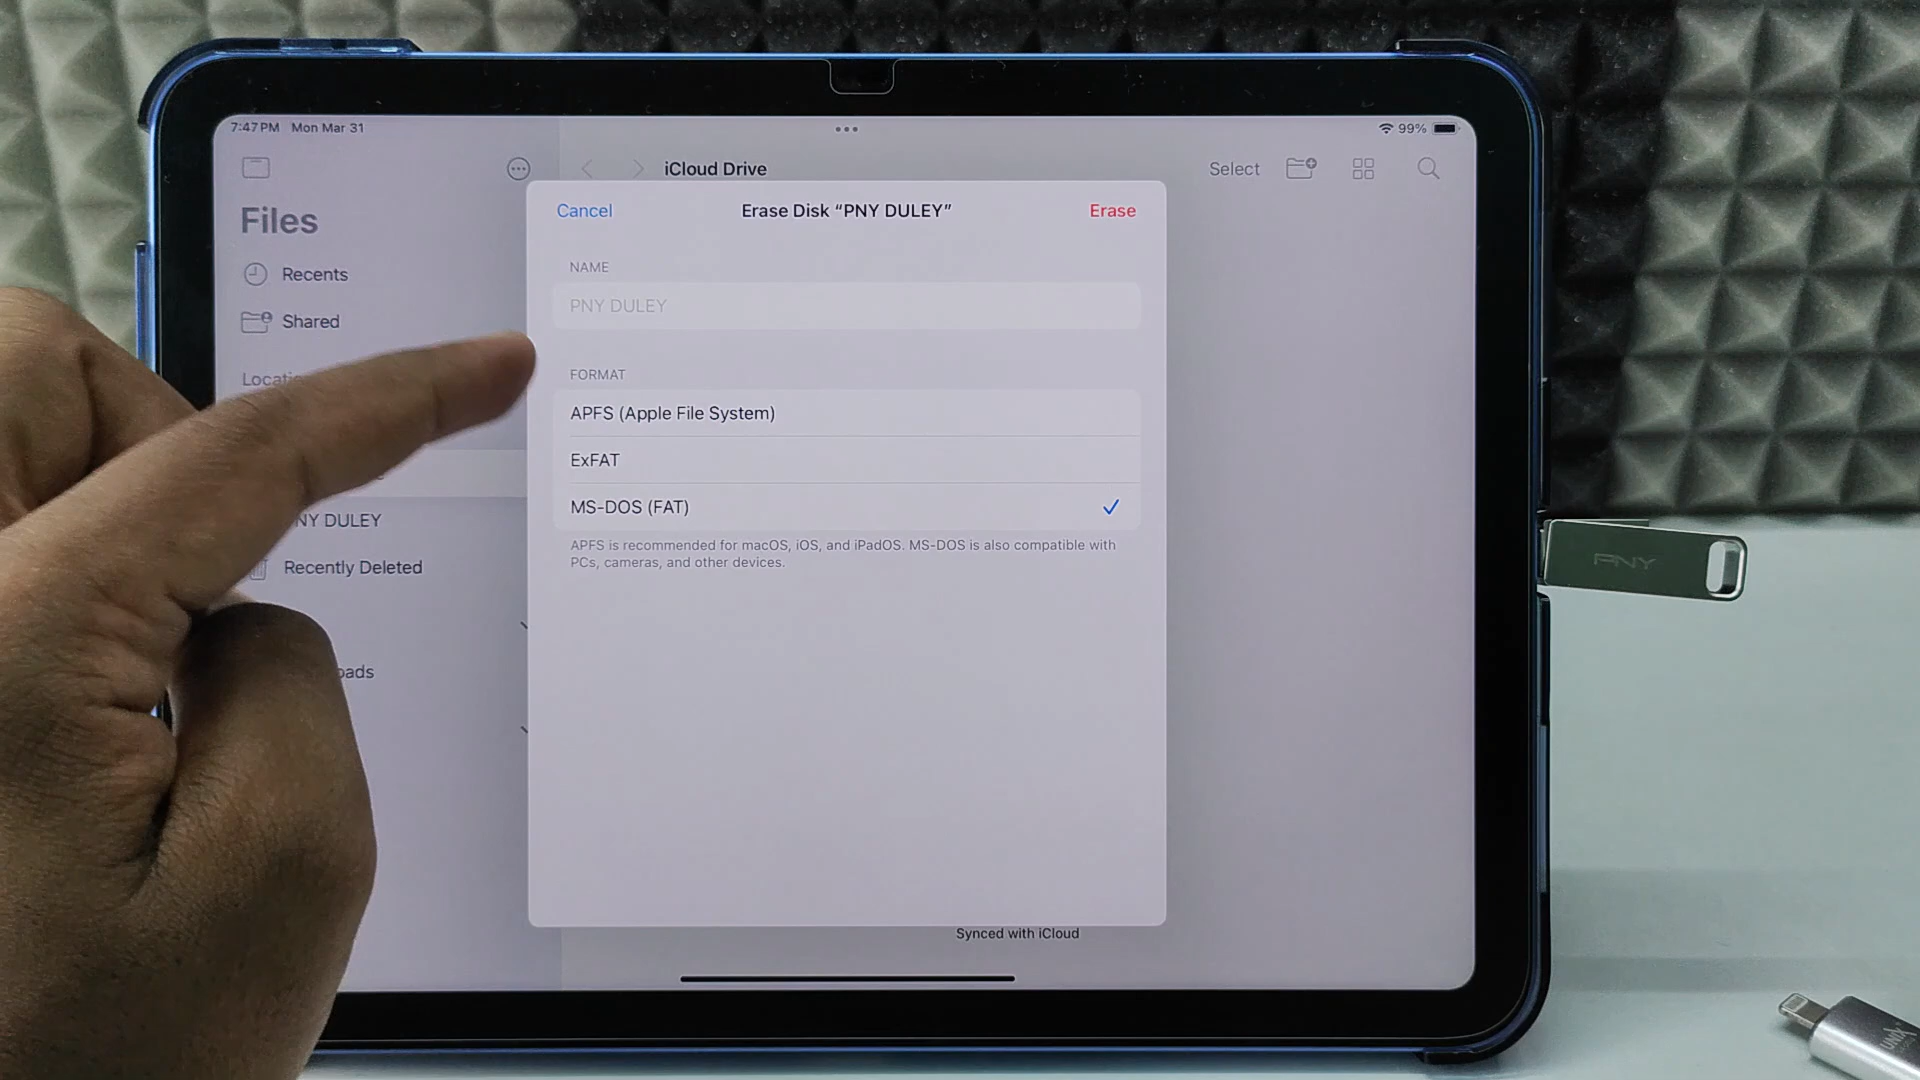 7:47 PM Mon Mar 31
99%
Files
iCloud Drive
Select
Recents
Shared
NY DULEY
Recently Deleted
Cancel
Erase Disk “PNY DULEY”
Erase
NAME
PNY DULEY
FORMAT
APFS (Apple File System)
ExFAT
MS-DOS (FAT)
APFS is recommended for macOS, iOS, and iPadOS. MS-DOS is also compatible with
PCs, cameras, and other devices.
Synced with iCloud
PNY